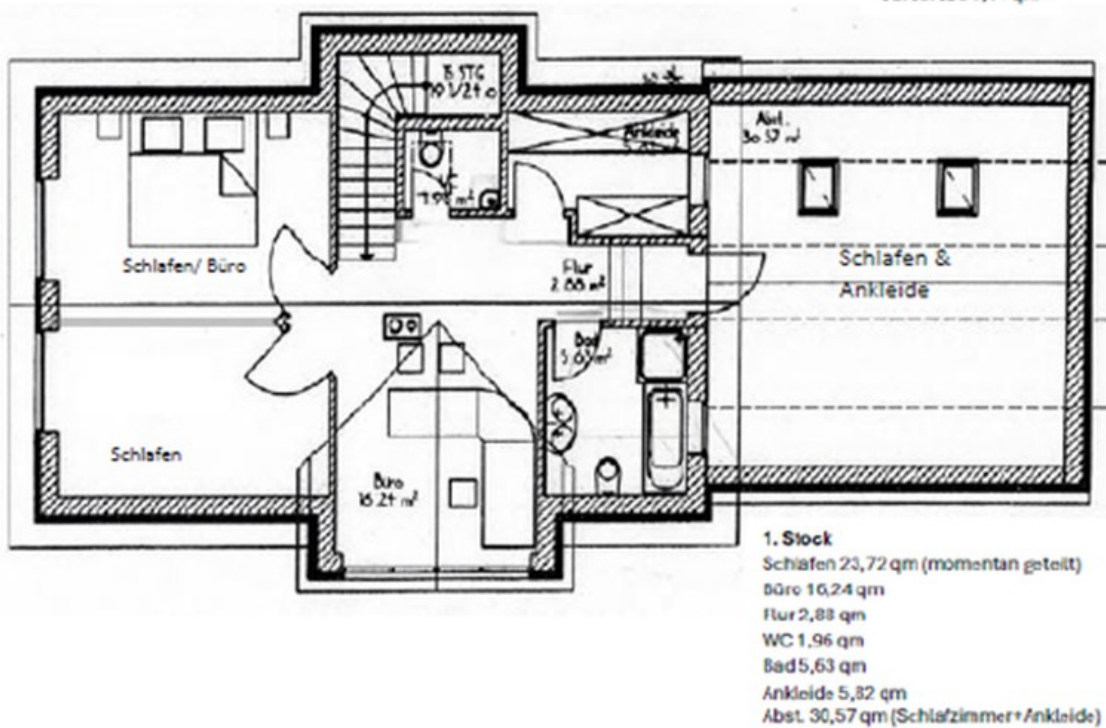 Abst.
30.57 m²
Ankleide
Schlafen/ Büro
Flur
2.88 m²
Schlafen &
Ankleide
Bad
5.63 m²
Schlafen
Büro
16.24 m²
1. Stock
Schlafen 23,72 qm (momentan geteilt)
Büro 16,24 qm
Flur 2,88 qm
WC 1,96 qm
Bad 5,63 qm
Ankleide 5,82 qm
Abst. 30,57 qm (Schlafzimmer+Ankleide)